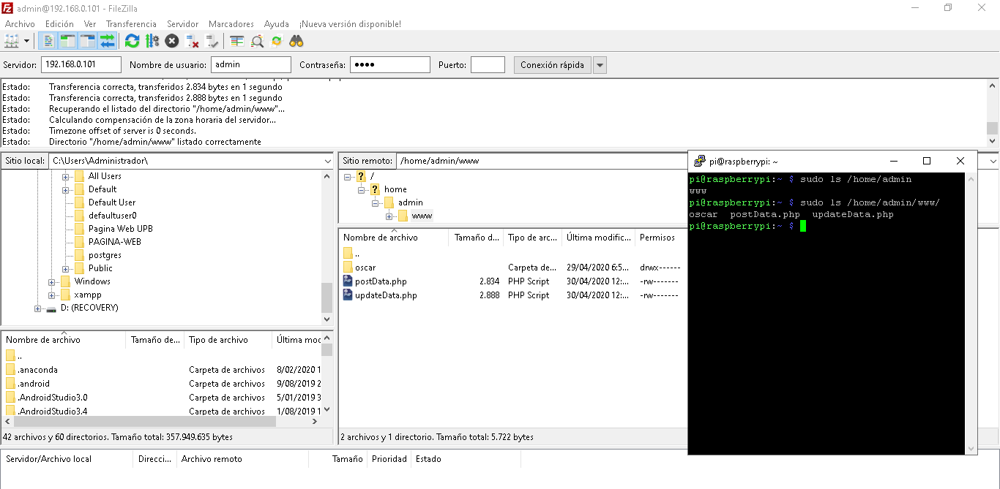 admin@192.168.0.101 - FileZilla
Archivo Edición Ver Transferencia Servidor Marcadores Ayuda ¡Nueva versión disponible!
Servidor: 192.168.0.101 Nombre de usuario: admin Contraseña: ●●●● Puerto: Conexión rápida
Estado: Transferencia correcta, transferidos 2.834 bytes en 1 segundo
Estado: Transferencia correcta, transferidos 2.888 bytes en 1 segundo
Estado: Recuperando el listado del directorio "/home/admin/www"...
Estado: Calculando compensación de la zona horaria del servidor...
Estado: Timezone offset of server is 0 seconds.
Estado: Directorio "/home/admin/www" listado correctamente
Sitio local: C:\Users\Administrador\
All Users
Default
Default User
defaultuser0
Pagina Web UPB
PAGINA-WEB
postgres
Public
Windows
xampp
D: (RECOVERY)
Nombre de archivo Tamaño de... Tipo de archivo Última moc
..
.anaconda Carpeta de archivos 8/02/2020 1
.android Carpeta de archivos 9/08/2019 2
.AndroidStudio3.0 Carpeta de archivos 5/01/2019 3
.AndroidStudio3.4 Carpeta de archivos 1/08/2019 1
42 archivos y 60 directorios. Tamaño total: 357.949.635 bytes
Sitio remoto: /home/admin/www
/
home
admin
www
Nombre de archivo Tamaño d... Tipo de arc... Última modific... Permisos
..
oscar Carpeta de... 29/04/2020 6:5... drwx------
postData.php 2.834 PHP Script 30/04/2020 12:... -rw-------
updateData.php 2.888 PHP Script 30/04/2020 12:... -rw-------
2 archivos y 1 directorio. Tamaño total: 5.722 bytes
pi@raspberrypi: ~
pi@raspberrypi:~ $ sudo ls /home/admin
www
pi@raspberrypi:~ $ sudo ls /home/admin/www/
oscar postData.php updateData.php
pi@raspberrypi:~ $
Servidor/Archivo local Direcci... Archivo remoto Tamaño Prioridad Estado